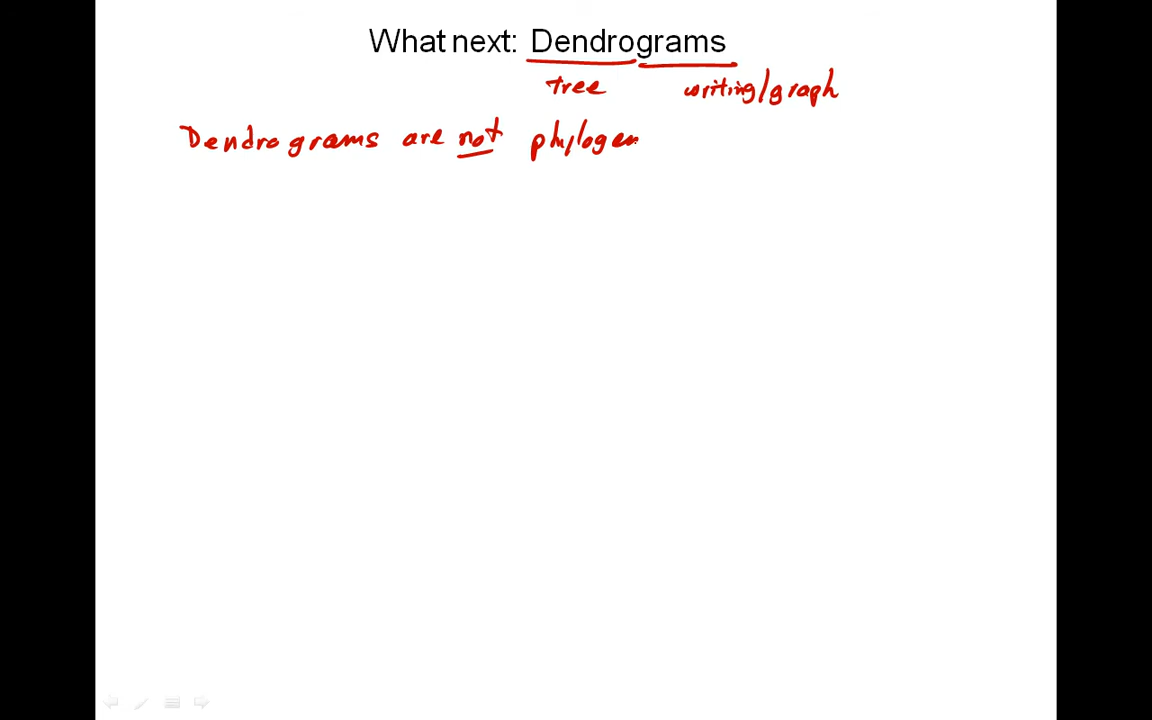 What next: Dendrograms
tree writing/graph
Dendrograms are not phylogen